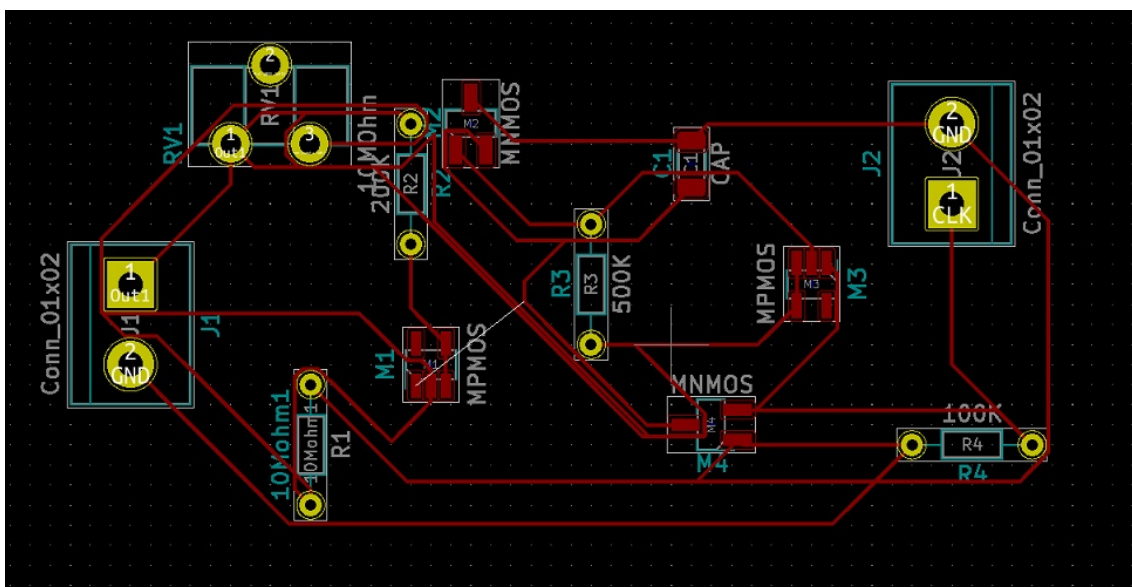 2
RV1
RV1
1
Out1
3
10MOhm
200K
R2
R2
M2
M2
MNMOS
C1
C1
CAP
J2
2
GND
J2
1
CLK
Conn_01x02
Conn_01x02
1
Out1
J1
J1
2
GND
M1
M1
MPMOS
R3
R3
500K
MPMOS
M3
M3
MNMOS
M4
M4
10Mohm1
10Mohm1
R1
100K
R4
R4